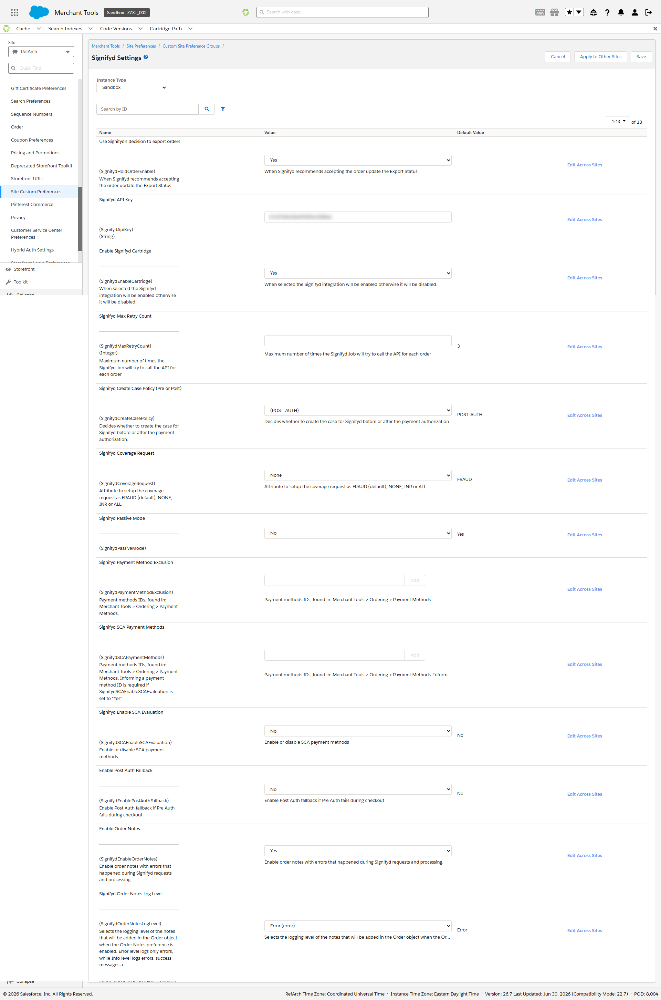 Merchant Tools
Sandbox - ZZXJ_002
Search with ease...
Cache
Search Indexes
Code Versions
Cartridge Path
Site
RefArch
Quick Find
Gift Certificate Preferences
Search Preferences
Sequence Numbers
Order
Coupon Preferences
Pricing and Promotions
Deprecated Storefront Toolkit
Storefront URLs
Site Custom Preferences
Pinterest Commerce
Privacy
Customer Service Center
Preferences
Hybrid Auth Settings
Storefront Login Preferences
Storefront
Toolkit
Collapse
Merchant Tools / Site Preferences / Custom Site Preference Groups /
Signifyd Settings
Cancel
Apply to Other Sites
Save
Instance Type
Sandbox
Search by ID
1-13 of 13
Name Value Default Value
Use Signifyd's decision to export orders
(SignifydHoldOrderEnable)
When Signifyd recommends accepting
the order update the Export Status.
Yes
When Signifyd recommends accepting the order update the Export Status.
Edit Across Sites
Signifyd API Key
(SignifydApiKey)
(String)
Edit Across Sites
Enable Signifyd Cartridge
(SignifydEnableCartridge)
When selected the Signifyd
integration will be enabled otherwise
it will be disabled.
Yes
When selected the Signifyd integration will be enabled otherwise it will be disabled.
Edit Across Sites
Signifyd Max Retry Count
(SignifydMaxRetryCount)
(Integer)
Maximum number of times the
Signifyd Job will try to call the API for
each order
Maximum number of times the Signifyd Job will try to call the API for each order
3
Edit Across Sites
Signifyd Create Case Policy (Pre or Post)
(SignifydCreateCasePolicy)
Decides whether to create the case for
Signifyd before or after the payment
authorization.
(POST_AUTH)
Decides whether to create the case for Signifyd before or after the payment authorization.
POST_AUTH
Edit Across Sites
Signifyd Coverage Request
(SignifydCoverageRequest)
Attribute to setup the coverage
request as FRAUD (default), NONE,
INR or ALL.
None
Attribute to setup the coverage request as FRAUD (default), NONE, INR or ALL.
FRAUD
Edit Across Sites
Signifyd Passive Mode
(SignifydPassiveMode)
No
Yes
Edit Across Sites
Signifyd Payment Method Exclusion
(SignifydPaymentMethodExclusion)
Payment methods IDs, found in:
Merchant Tools > Ordering > Payment
Methods.
Add
Payment methods IDs, found in: Merchant Tools > Ordering > Payment Methods.
Edit Across Sites
Signifyd SCA Payment Methods
(SignifydSCAPaymentMethods)
Payment methods IDs, found in:
Merchant Tools > Ordering > Payment
Methods. Informing a payment
method ID is required if
SignifydSCAEnableSCAEvaluation is
set to "Yes"
Add
Payment methods IDs, found in: Merchant Tools > Ordering > Payment Methods. Inform...
Edit Across Sites
Signifyd Enable SCA Evaluation
(SignifydSCAEnableSCAEvaluation)
Enable or disable SCA payment
methods
No
Enable or disable SCA payment methods
No
Edit Across Sites
Enable Post Auth Fallback
(SignifydEnablePostAuthFallback)
Enable Post Auth fallback if Pre Auth
fails during checkout
No
Enable Post Auth fallback if Pre Auth fails during checkout
No
Edit Across Sites
Enable Order Notes
(SignifydEnableOrderNotes)
Enable order notes with errors that
happened during Signifyd requests
and processing.
Yes
Enable order notes with errors that happened during Signifyd requests and processing.
Edit Across Sites
Signifyd Order Notes Log Level
(SignifydOrderNotesLogLevel)
Selects the logging level of the notes
that will be added in the Order object
when the Order Notes preference is
enabled. Error level logs only errors,
while Info level logs errors, success
messages a...
Error (error)
Selects the logging level of the notes that will be added in the Order object when the Or...
Error
Edit Across Sites
Collapse
© 2026 Salesforce, Inc. All Rights Reserved.
RefArch Time Zone: Coordinated Universal Time · Instance Time Zone: Eastern Daylight Time · Version: 26.7 Last Updated: Jun 30, 2026 (Compatibility Mode: 22.7) · POD: 8,004